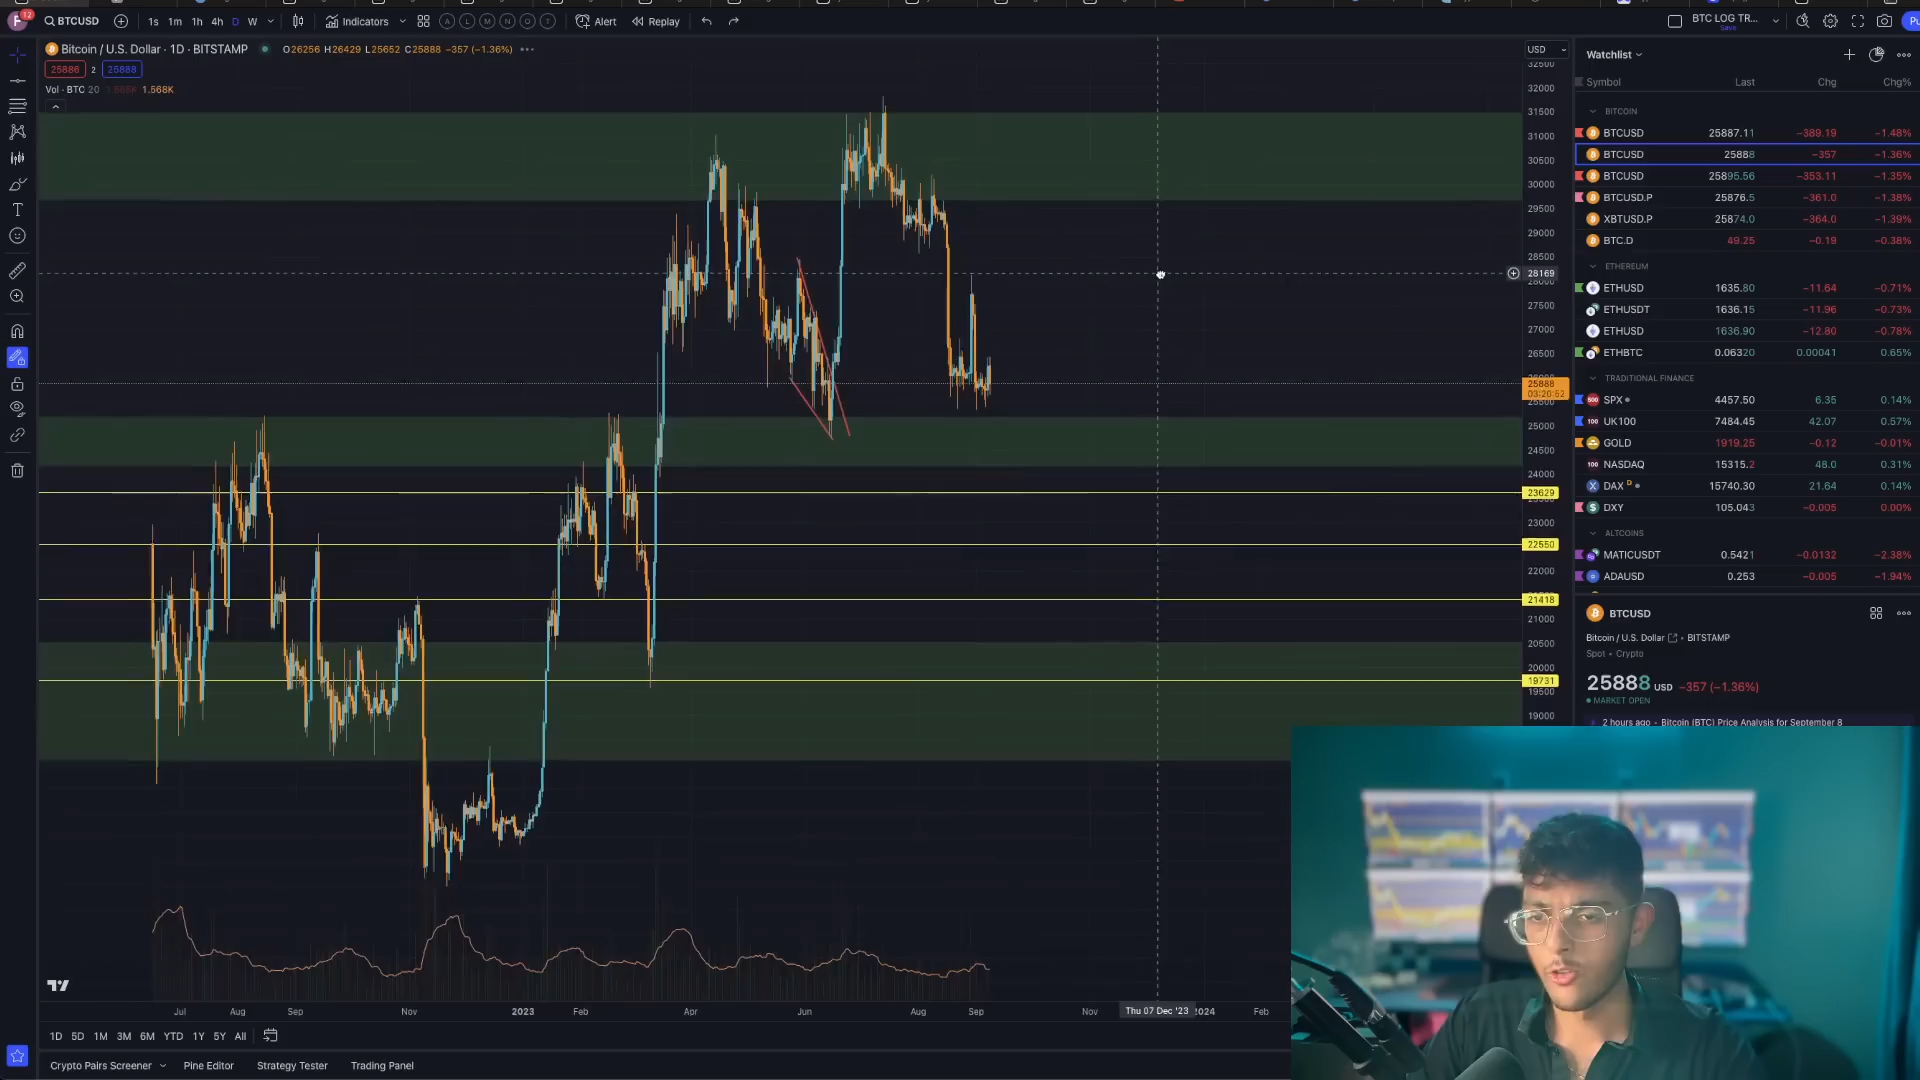 F 12 BTCUSD 1s 1m 1h 4h D W Indicators A L M N O T Alert Replay BTC LOG TR... Save Pu
Bitcoin / U.S. Dollar · 1D · BITSTAMP O26256 H26429 L25652 C25888 −357 (−1.36%)
25886 2 25888
Vol · BTC 20 1.568K
USD
32500
32000
31500
31000
30500
30000
29500
29000
28500
28169
28000
27500
27000
26500
25888
03:20:52
25500
25000
24500
24000
23629
23000
22550
22000
21418
21000
20500
20000
19731
19500
19000
Jul Aug Sep Nov 2023 Feb Apr Jun Aug Sep Nov Thu 07 Dec '23 2024 Feb
1D 5D 1M 3M 6M YTD 1Y 5Y All
Crypto Pairs Screener Pine Editor Strategy Tester Trading Panel
Watchlist
Symbol Last Chg Chg%
BITCOIN
BTCUSD 25887.11 −389.19 −1.48%
BTCUSD 25888 −357 −1.36%
BTCUSD 25895.56 −353.11 −1.35%
BTCUSD.P 25876.5 −361.0 −1.38%
XBTUSD.P 25874.0 −364.0 −1.39%
BTC.D 49.25 −0.19 −0.38%
ETHEREUM
ETHUSD 1635.80 −11.64 −0.71%
ETHUSDT 1636.15 −11.96 −0.73%
ETHUSD 1636.90 −12.80 −0.78%
ETHBTC 0.06320 0.00041 0.65%
TRADITIONAL FINANCE
500 SPX 4457.50 6.35 0.14%
100 UK100 7484.45 42.07 0.57%
GOLD 1919.25 −0.12 −0.01%
100 NASDAQ 15315.2 48.0 0.31%
X DAX D 15740.30 21.64 0.14%
$ DXY 105.043 −0.005 0.00%
ALTCOINS
MATICUSDT 0.5421 −0.0132 −2.38%
ADAUSD 0.253 −0.005 −1.94%
BTCUSD
Bitcoin / U.S. Dollar • BITSTAMP
Spot • Crypto
25888 USD −357 (−1.36%)
MARKET OPEN
2 hours ago • Bitcoin (BTC) Price Analysis for September 8